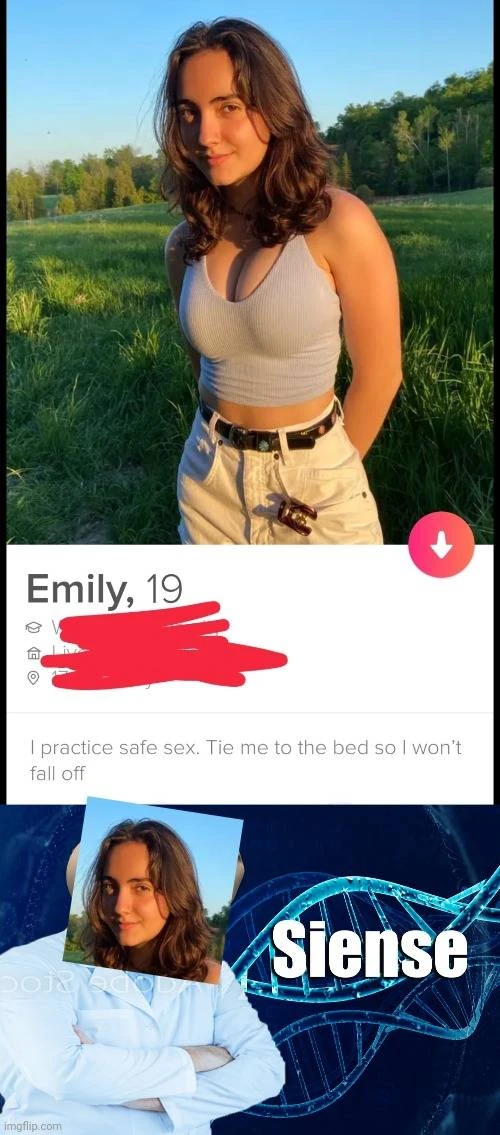 Emily, 19
I practice safe sex. Tie me to the bed so I won't
fall off
Siense
imgflip.com